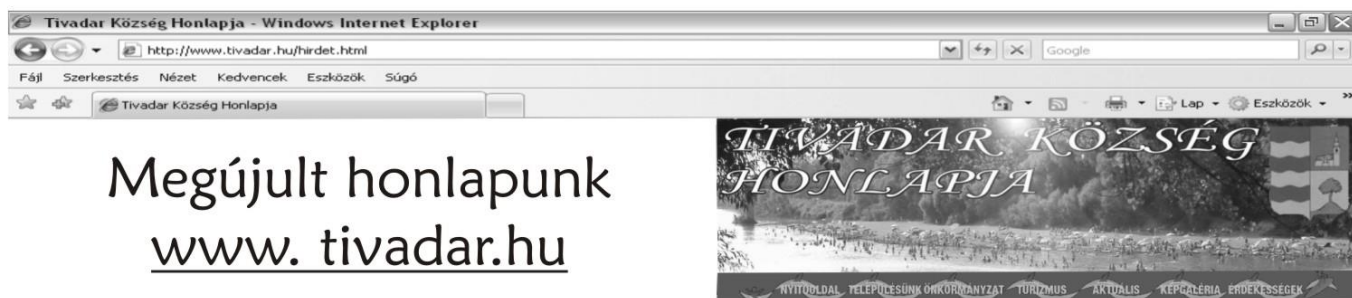 Tivadar Község Honlapja - Windows Internet Explorer
http://www.tivadar.hu/hirdet.html
Google
Fájl Szerkesztés Nézet Kedvencek Eszközök Súgó
Tivadar Község Honlapja
Lap
Eszközök
Megújult honlapunk
www. tivadar.hu
TIVADAR KÖZSÉG
HONLAPJA
NYITÓOLDAL TELEPÜLÉSÜNK ÖNKORMÁNYZAT TURIZMUS AKTUÁLIS KÉPGALÉRIA ÉRDEKESSÉGEK